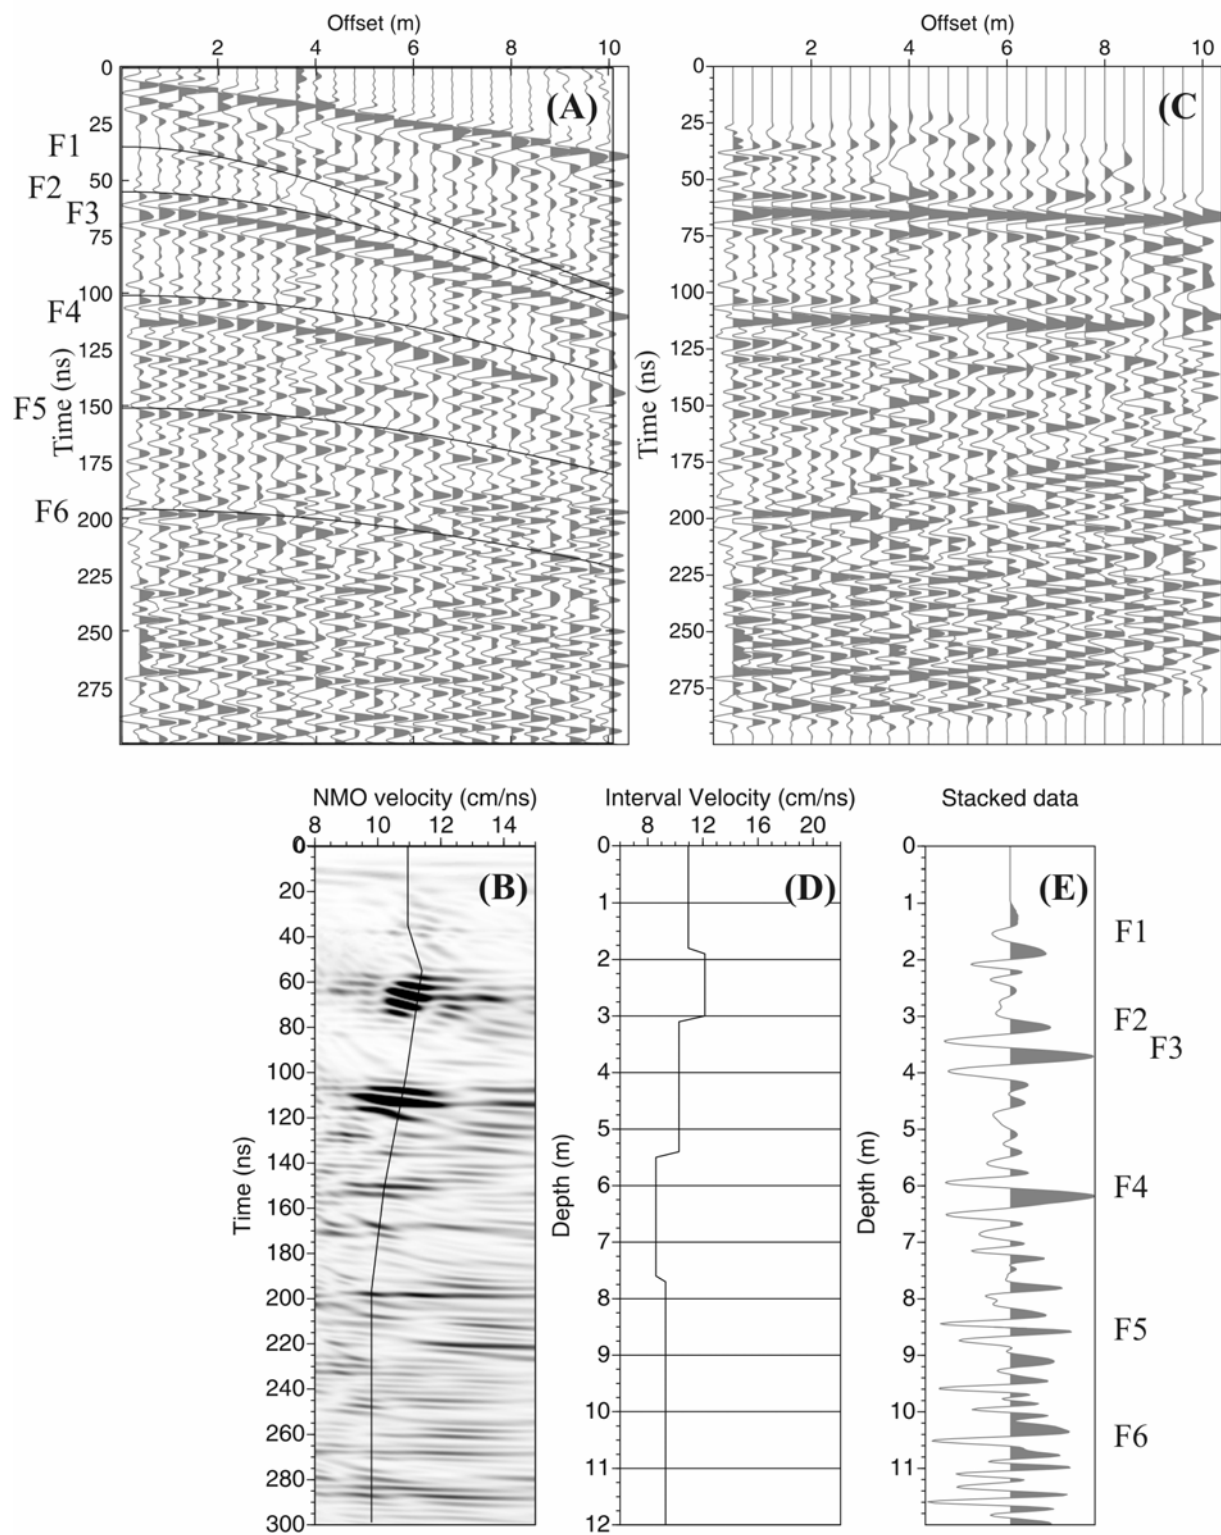 Offset (m)
2 4 6 8 10
0
25
50
75
100
125
150
175
200
225
250
275
Time (ns)
F1
F2
F3
F4
F5
F6
(A)
Offset (m)
2 4 6 8 10
0
25
50
75
100
125
150
175
200
225
250
275
Time (ns)
(C)
NMO velocity (cm/ns)
8 10 12 14
0
20
40
60
80
100
120
140
160
180
200
220
240
260
280
300
Time (ns)
(B)
Interval Velocity (cm/ns)
8 12 16 20
0
1
2
3
4
5
6
7
8
9
10
11
12
Depth (m)
(D)
Stacked data
0
1
2
3
4
5
6
7
8
9
10
11
Depth (m)
(E)
F1
F2
F3
F4
F5
F6